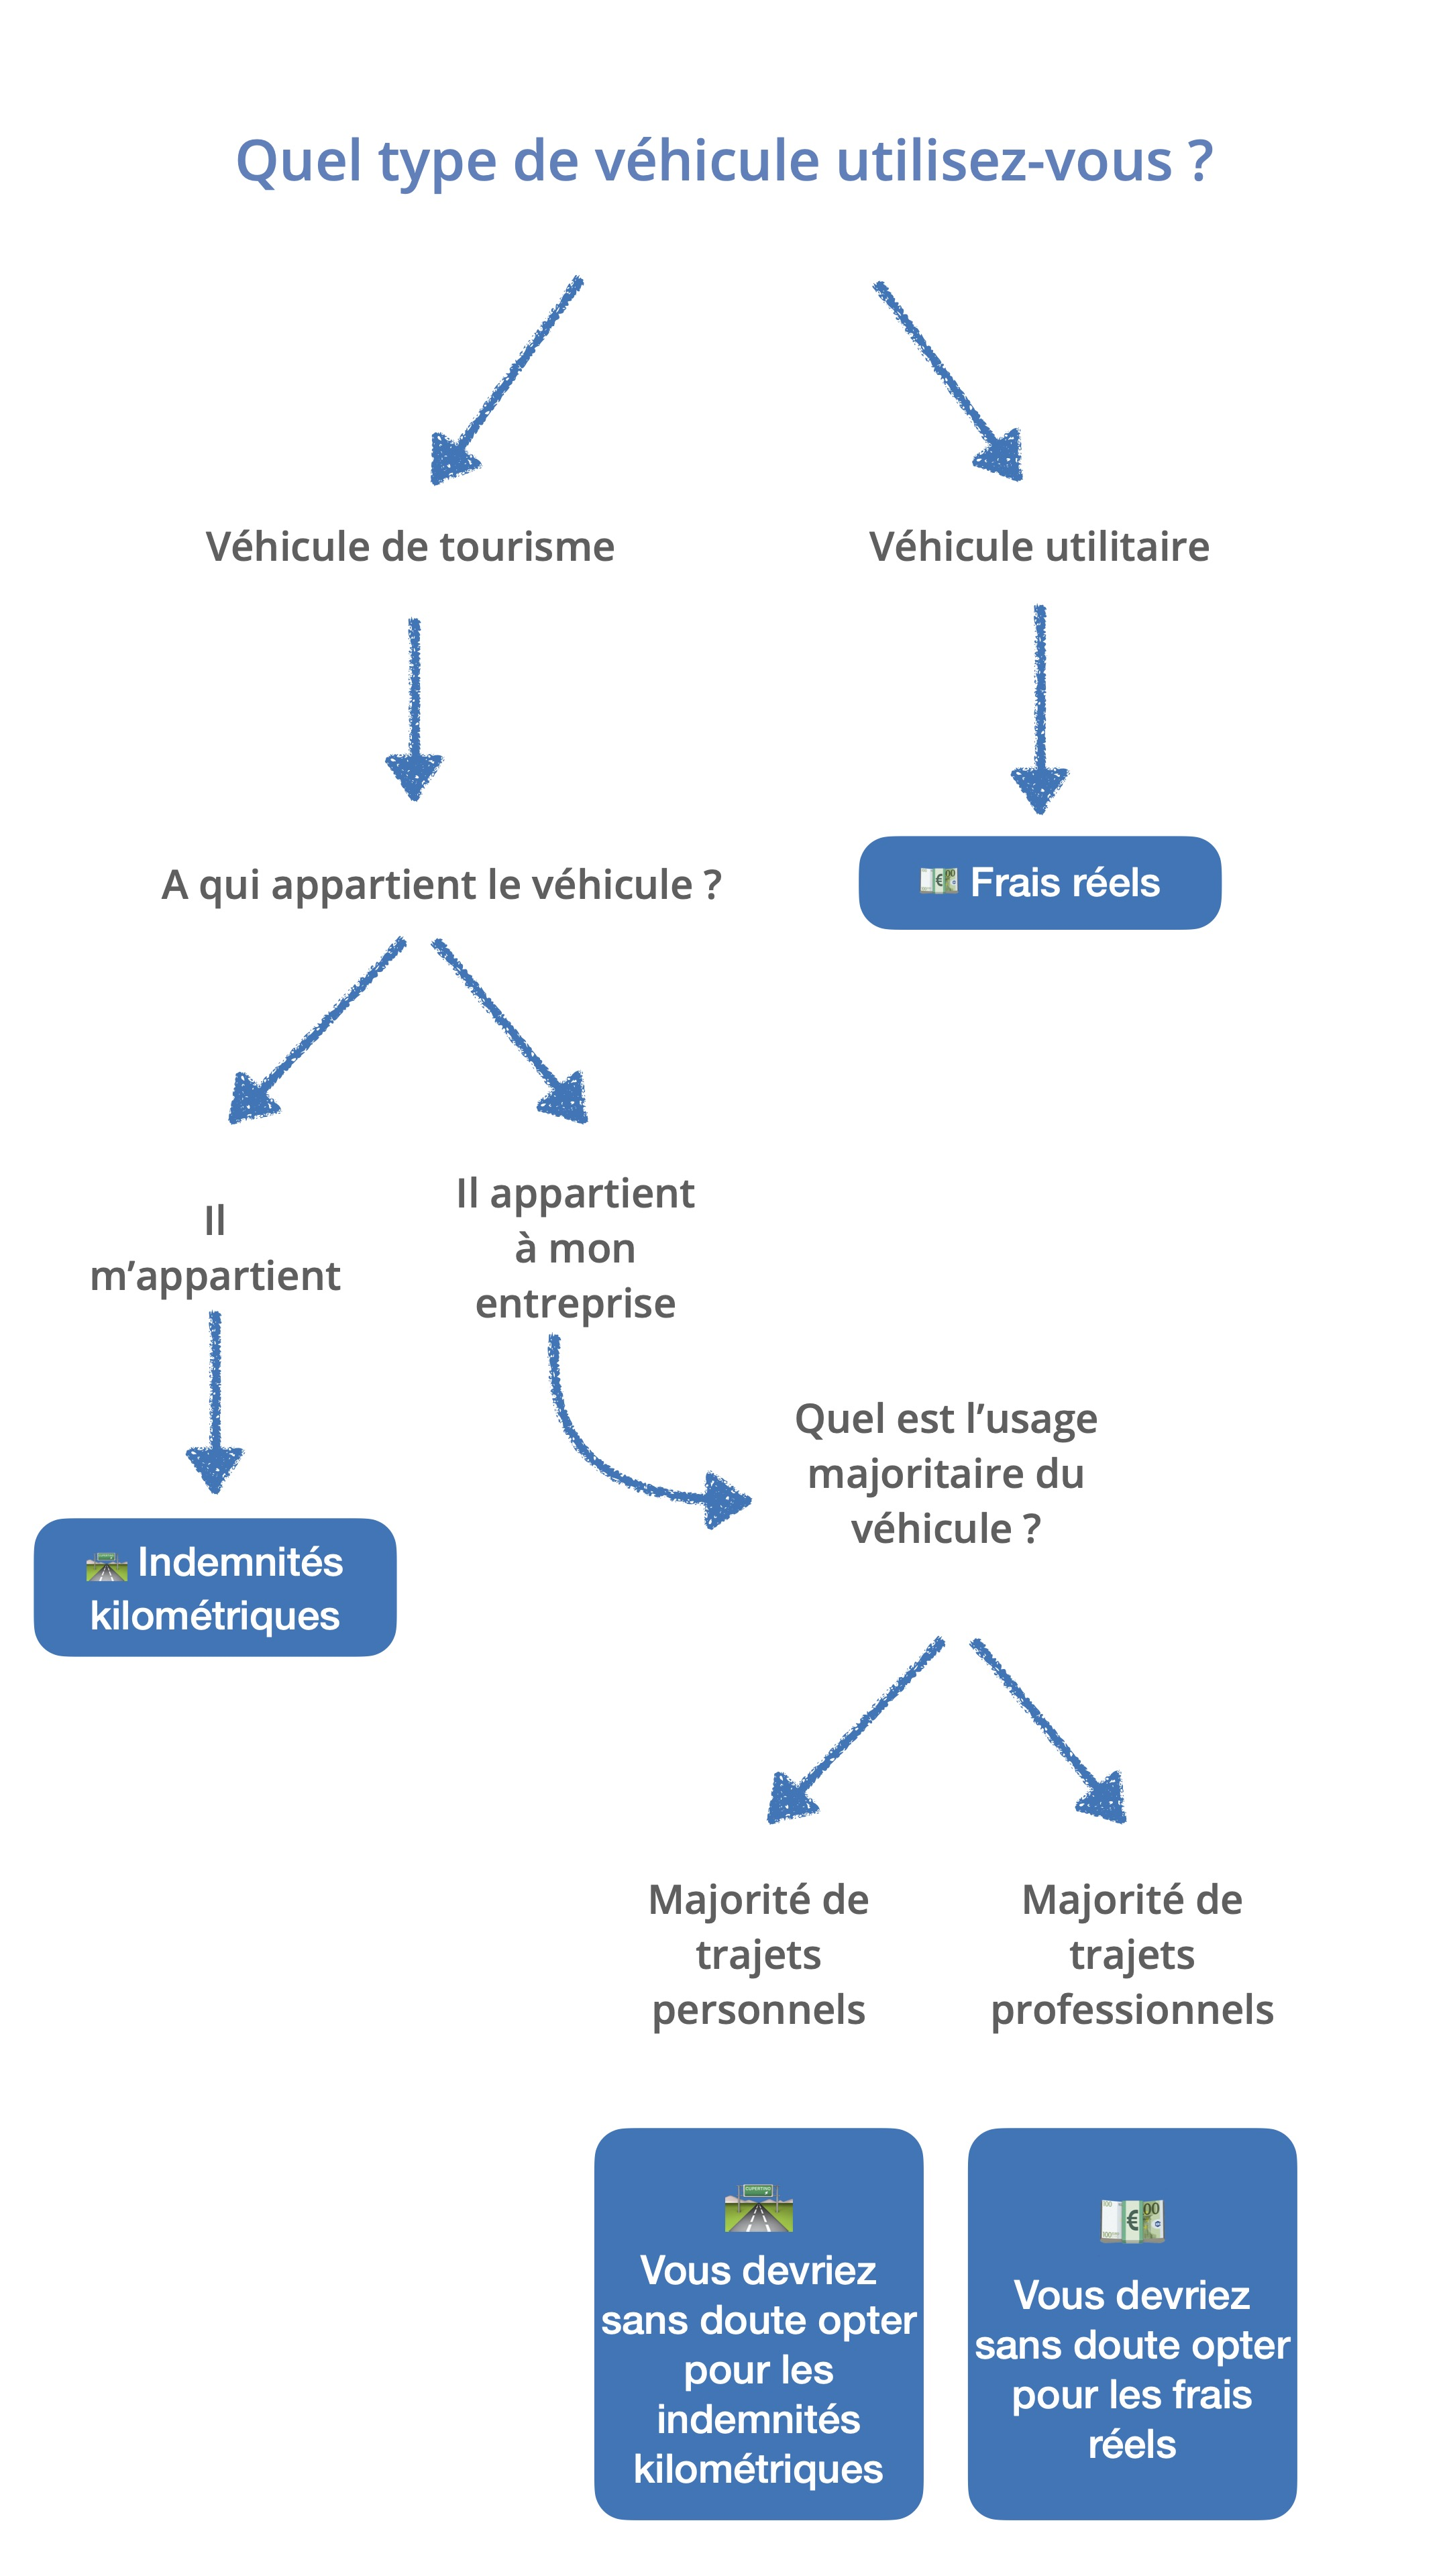 Quel type de véhicule utilisez-vous ?
Véhicule de tourisme
Véhicule utilitaire
A qui appartient le véhicule ?
Frais réels
Il
m’appartient
Il appartient
à mon
entreprise
Indemnités
kilométriques
Quel est l’usage
majoritaire du
véhicule ?
Majorité de
trajets
personnels
Majorité de
trajets
professionnels
Vous devriez
sans doute opter
pour les
indemnités
kilométriques
Vous devriez
sans doute opter
pour les frais
réels